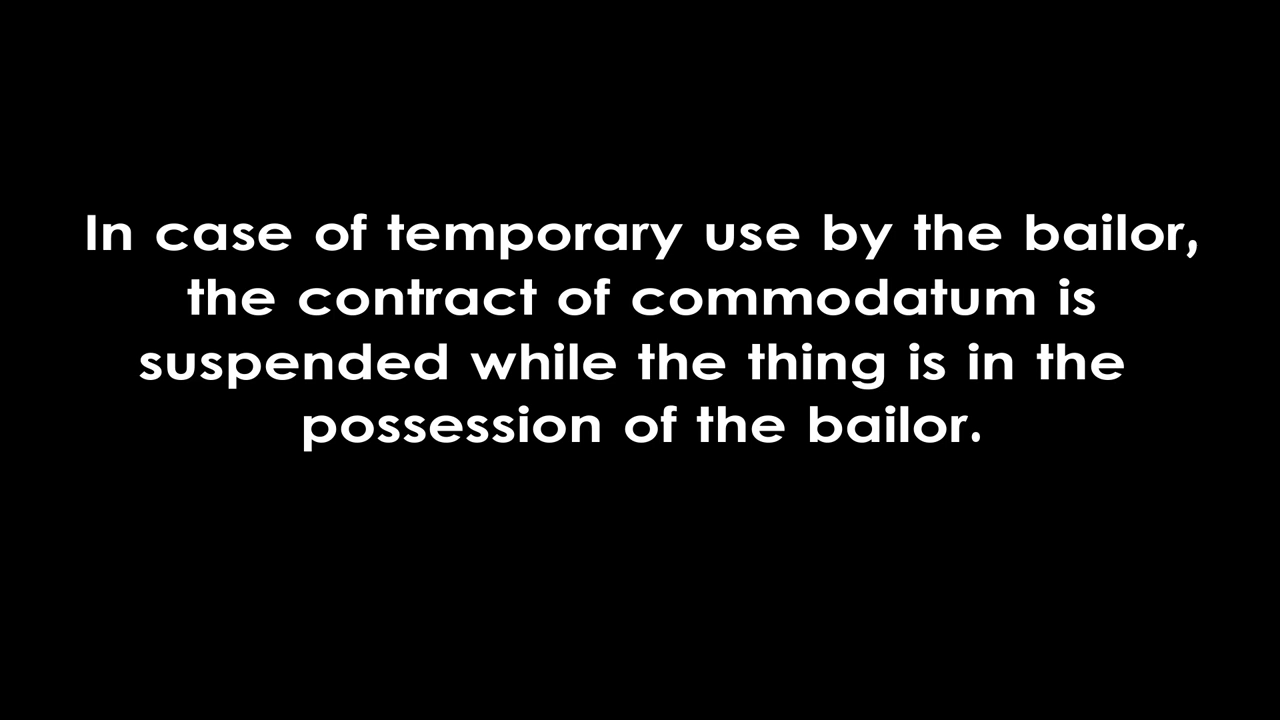 In case of temporary use by the bailor,
the contract of commodatum is
suspended while the thing is in the
possession of the bailor.